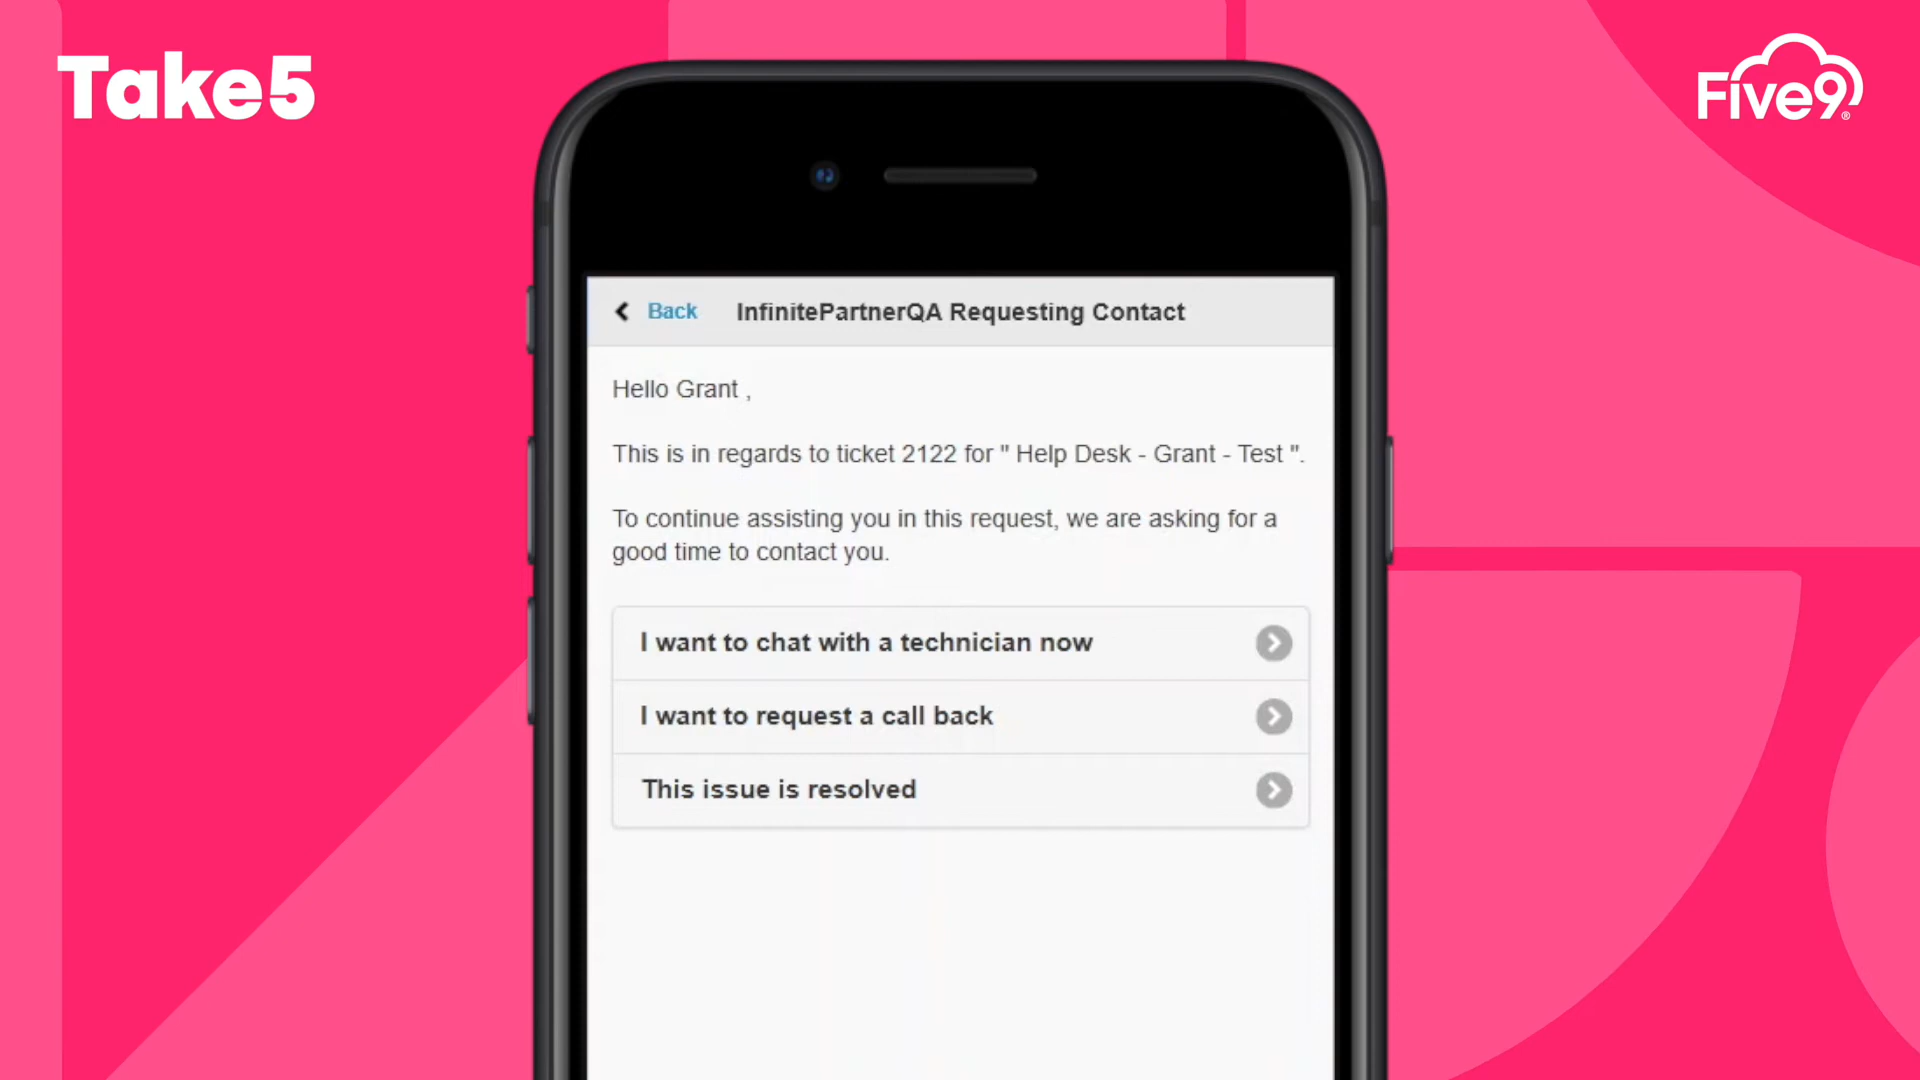 Take5
Five9®
Back
InfinitePartnerQA Requesting Contact
Hello Grant ,
This is in regards to ticket 2122 for " Help Desk - Grant - Test ".
To continue assisting you in this request, we are asking for a
good time to contact you.
I want to chat with a technician now
I want to request a call back
This issue is resolved